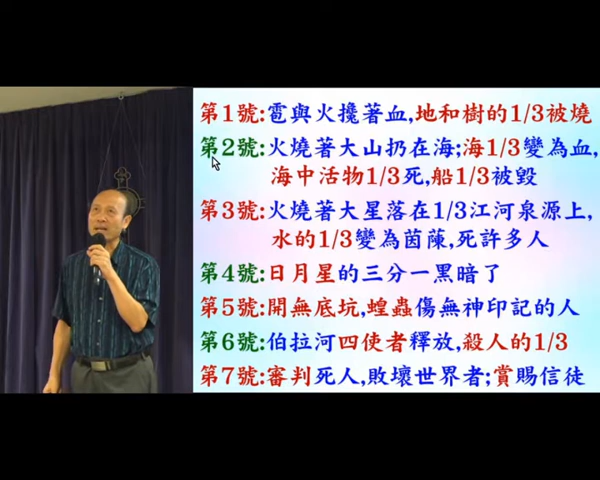 第1號:雹與火攙著血,地和樹的1/3被燒
第2號:火燒著大山扔在海;海1/3變為血,
海中活物1/3死,船1/3被毀
第3號:火燒著大星落在1/3江河泉源上,
水的1/3變為茵蔯,死許多人
第4號:日月星的三分一黑暗了
第5號:開無底坑,蝗蟲傷無神印記的人
第6號:伯拉河四使者釋放,殺人的1/3
第7號:審判死人,敗壞世界者;賞賜信徒